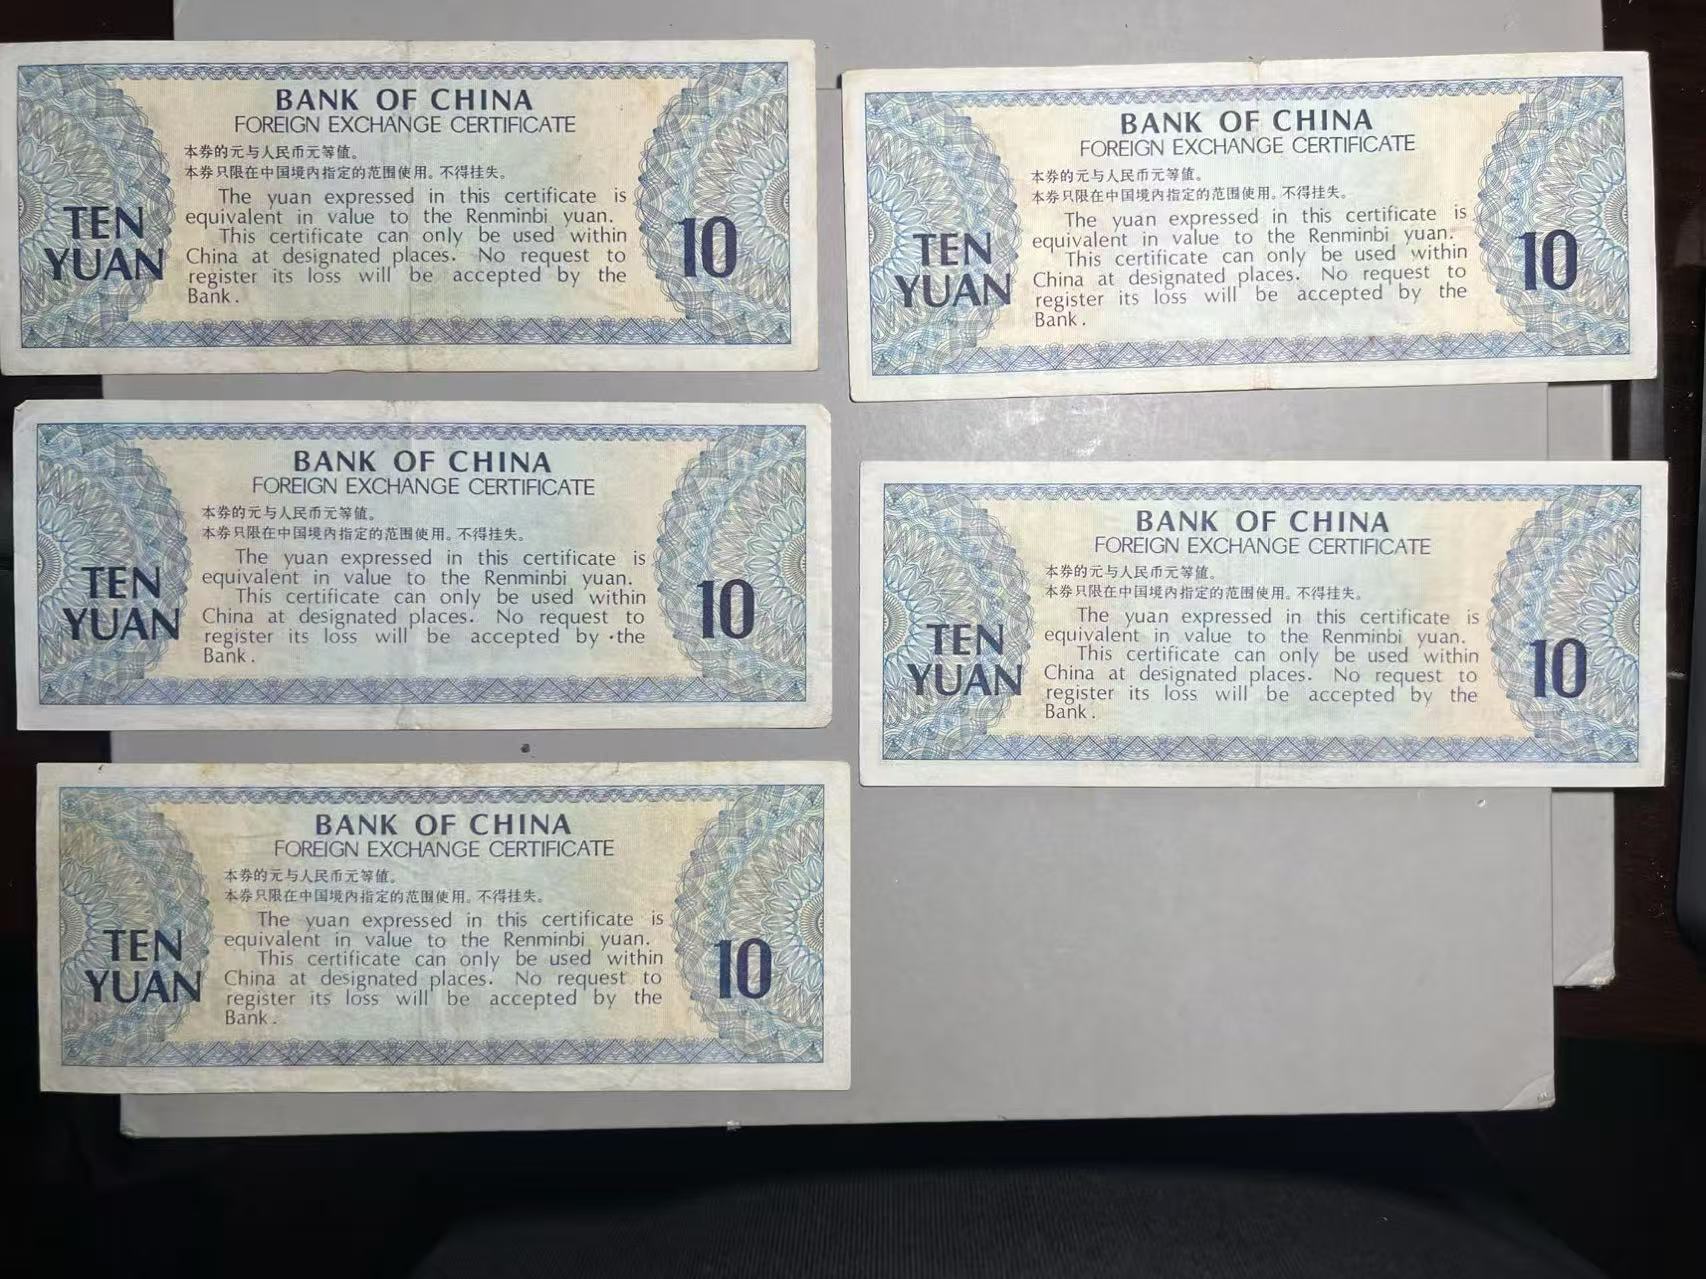 BANK OF CHINA
FOREIGN EXCHANGE CERTIFICATE
本券的元与人民币元等值。
本券只限在中国境内指定的范围使用。不得挂失。
The yuan expressed in this certificate is
equivalent in value to the Renminbi yuan.
This certificate can only be used within
China at designated places. No request to
register its loss will be accepted by the
Bank.
TEN
YUAN
10
BANK OF CHINA
FOREIGN EXCHANGE CERTIFICATE
本券的元与人民币元等值。
本券只限在中国境内指定的范围使用。不得挂失。
The yuan expressed in this certificate is
equivalent in value to the Renminbi yuan.
This certificate can only be used within
China at designated places. No request to
register its loss will be accepted by the
Bank.
TEN
YUAN
10
BANK OF CHINA
FOREIGN EXCHANGE CERTIFICATE
本券的元与人民币元等值。
本券只限在中国境内指定的范围使用。不得挂失。
The yuan expressed in this certificate is
equivalent in value to the Renminbi yuan.
This certificate can only be used within
China at designated places. No request to
register its loss will be accepted by the
Bank.
TEN
YUAN
10
BANK OF CHINA
FOREIGN EXCHANGE CERTIFICATE
本券的元与人民币元等值。
本券只限在中国境内指定的范围使用。不得挂失。
The yuan expressed in this certificate is
equivalent in value to the Renminbi yuan.
This certificate can only be used within
China at designated places. No request to
register its loss will be accepted by the
Bank.
TEN
YUAN
10
BANK OF CHINA
FOREIGN EXCHANGE CERTIFICATE
本券的元与人民币元等值。
本券只限在中国境内指定的范围使用。不得挂失。
The yuan expressed in this certificate is
equivalent in value to the Renminbi yuan.
This certificate can only be used within
China at designated places. No request to
register its loss will be accepted by the
Bank.
TEN
YUAN
10